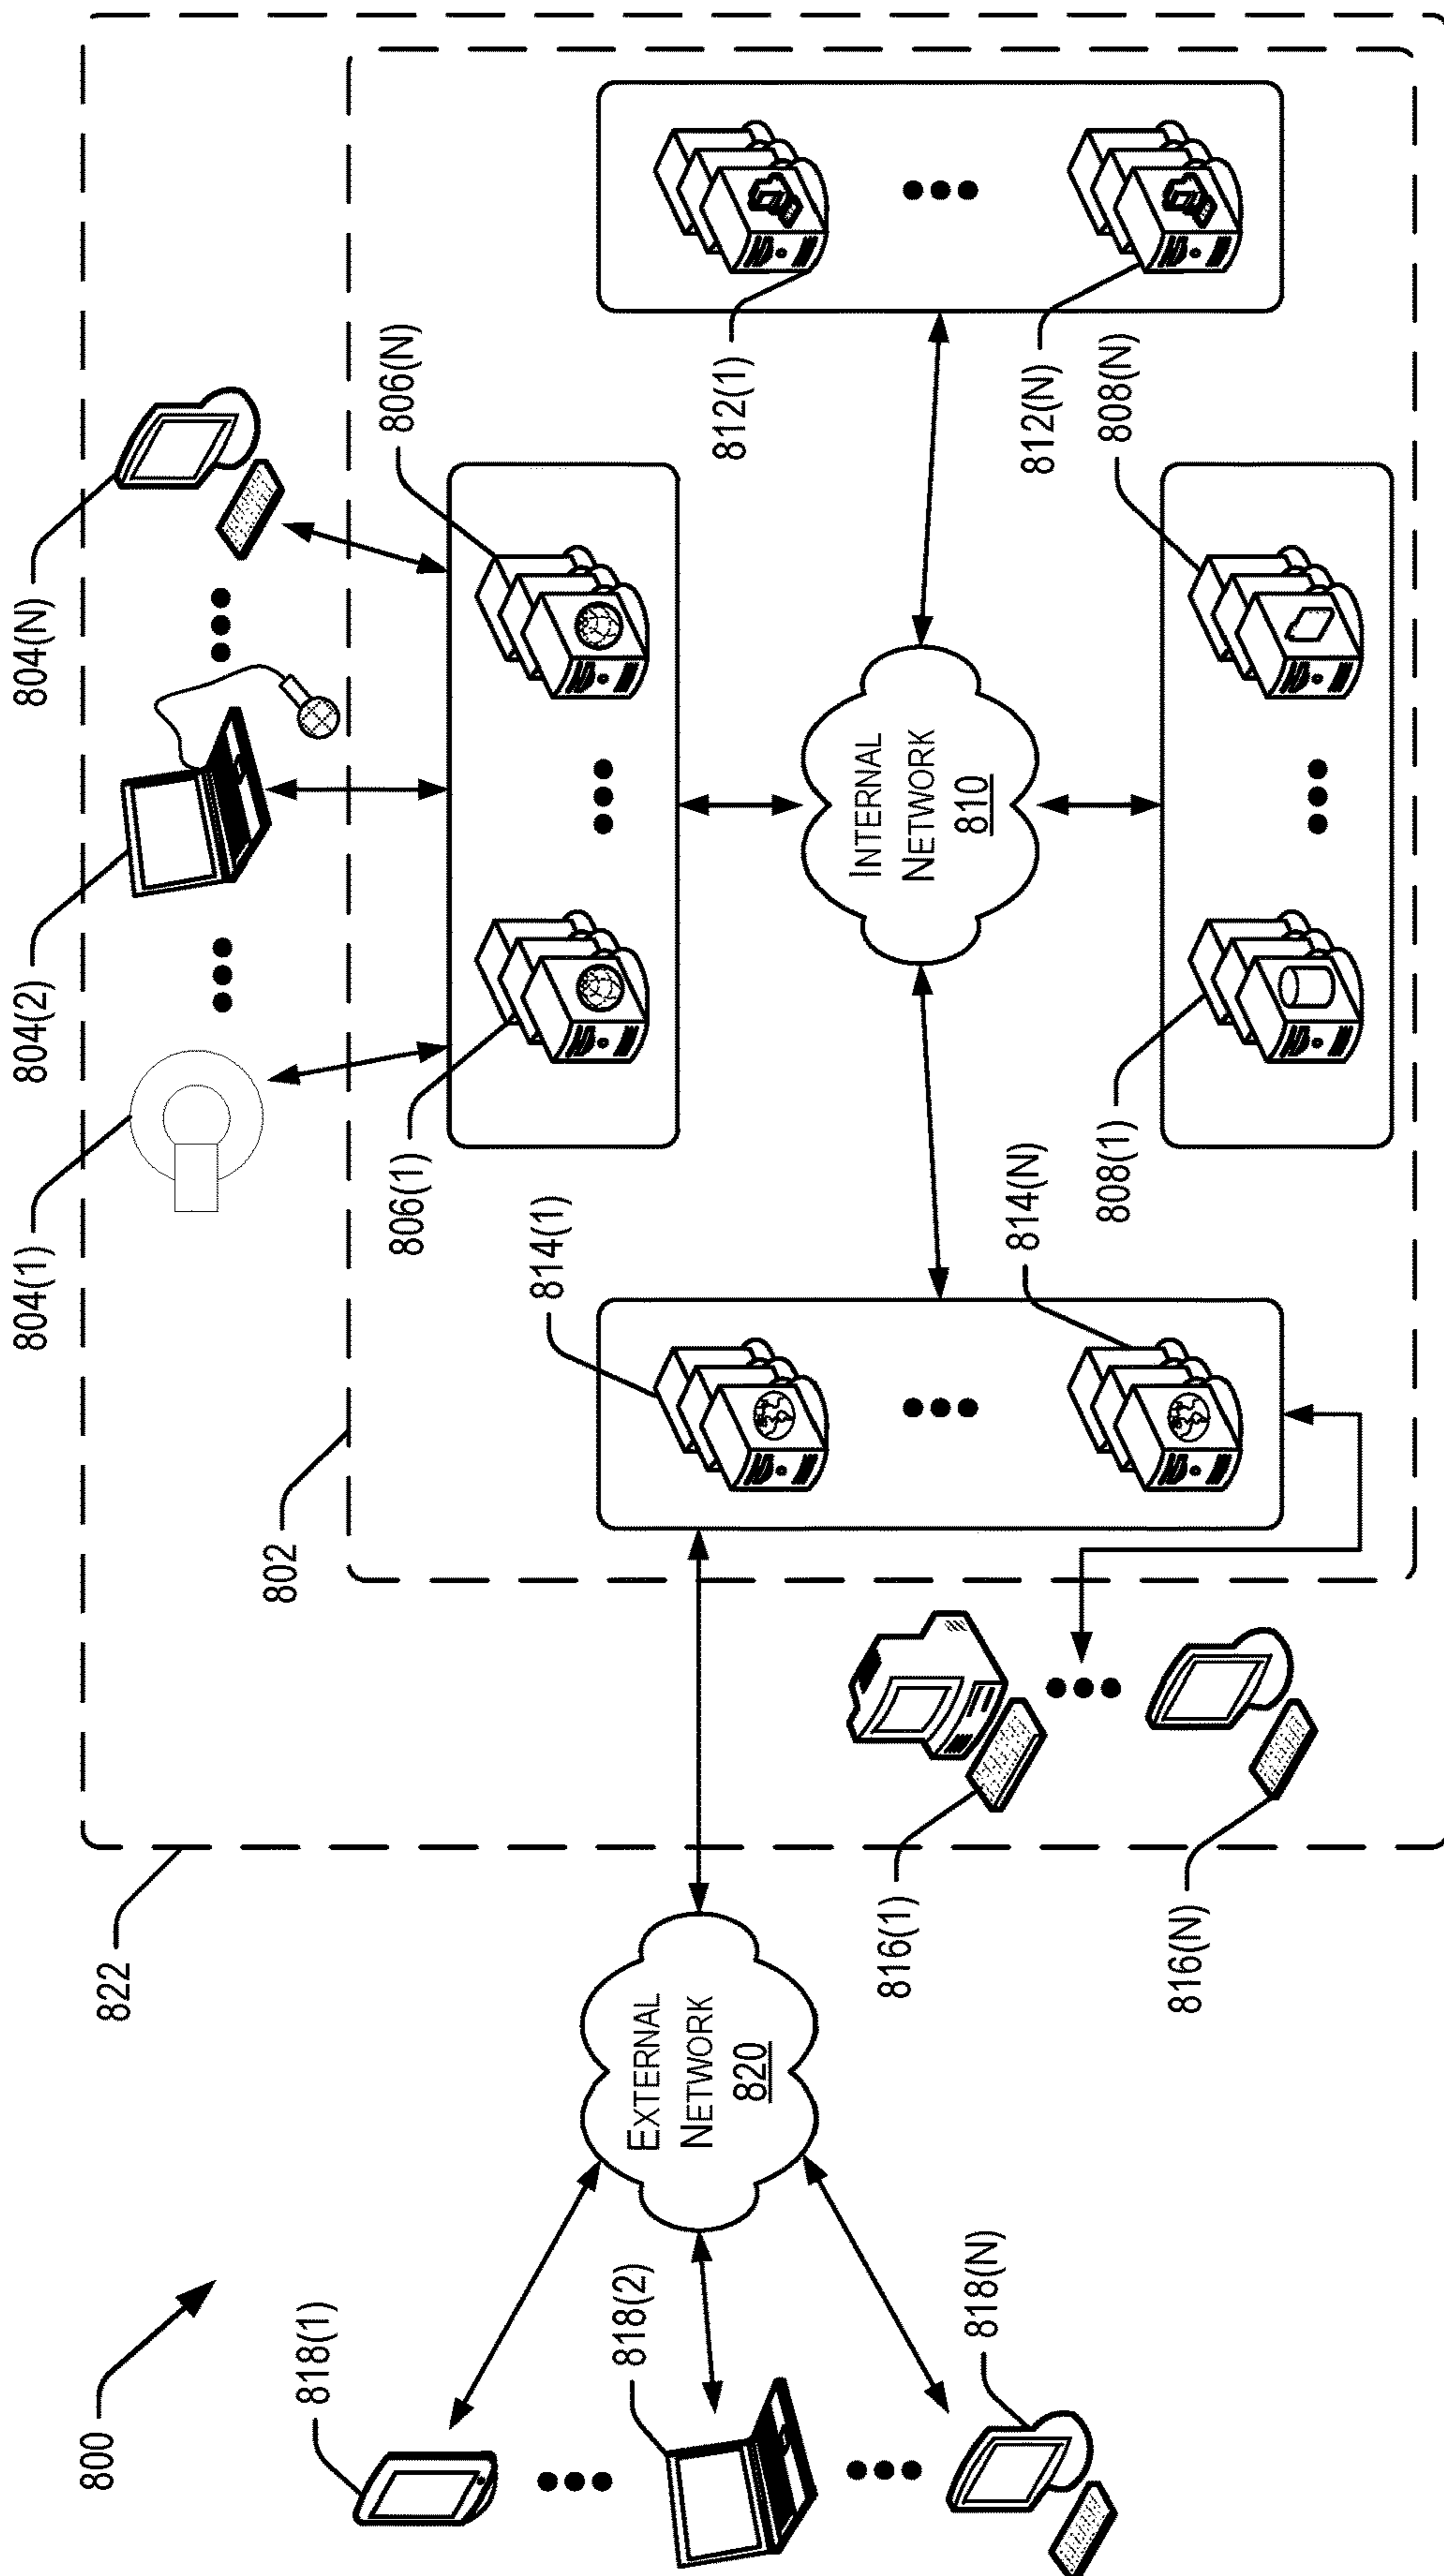 804(1)
804(2)
804(N)
822
802
806(1)
806(N)
814(1)
814(N)
812(1)
812(N)
INTERNAL
NETWORK
810
808(1)
808(N)
816(1)
816(N)
EXTERNAL
NETWORK
820
800
818(1)
818(2)
818(N)